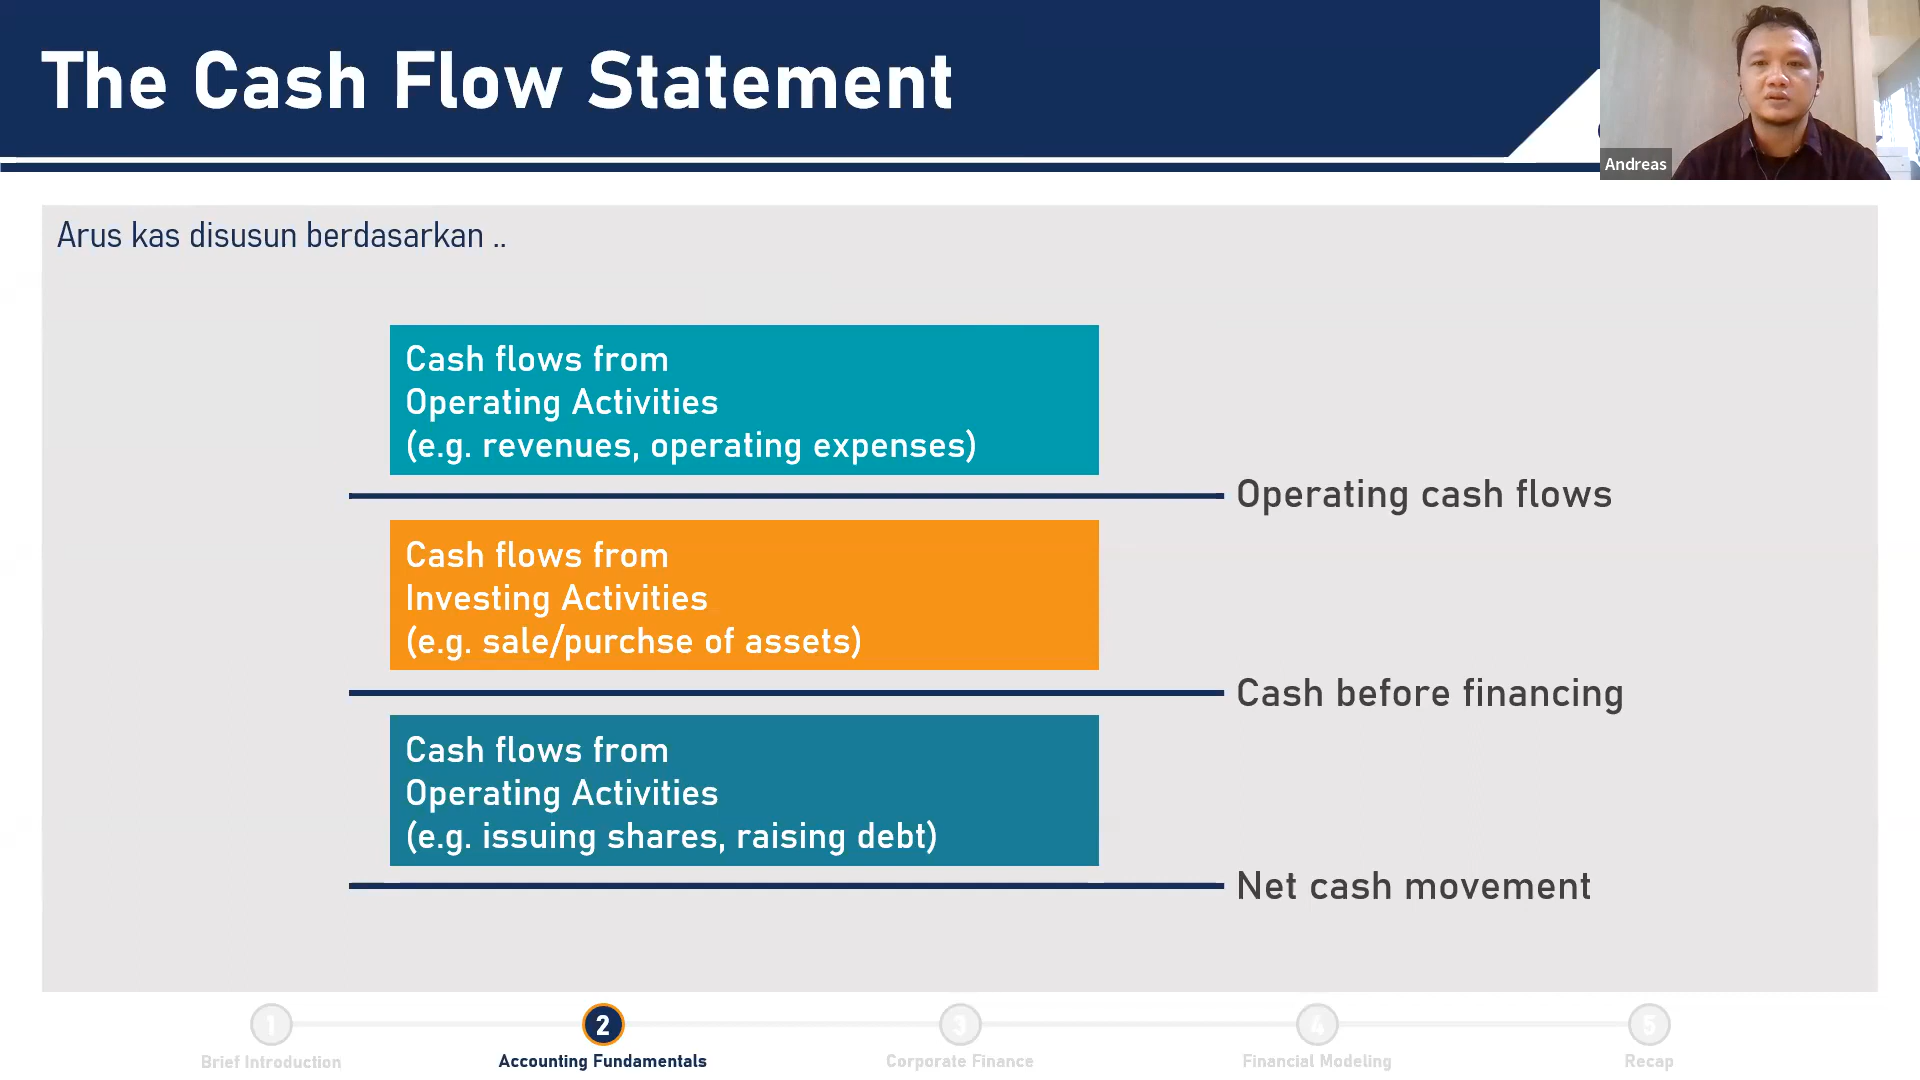 The Cash Flow Statement
Andreas
Arus kas disusun berdasarkan ..
Cash flows from
Operating Activities
(e.g. revenues, operating expenses)
Operating cash flows
Cash flows from
Investing Activities
(e.g. sale/purchse of assets)
Cash before financing
Cash flows from
Operating Activities
(e.g. issuing shares, raising debt)
Net cash movement
1
2
3
4
5
Brief Introduction
Accounting Fundamentals
Corporate Finance
Financial Modeling
Recap